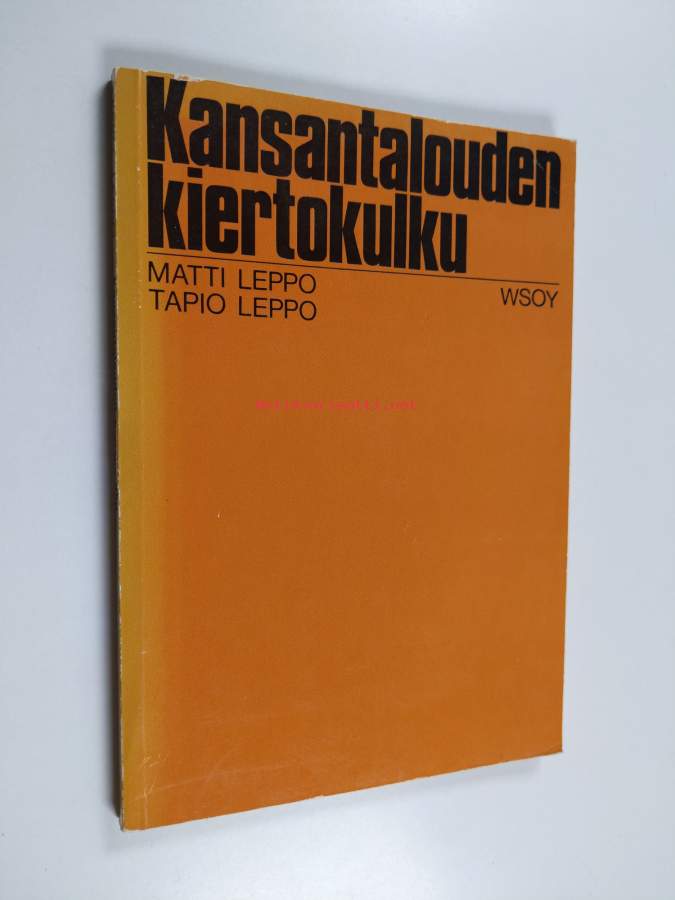 Kansantalouden
kiertokulku
MATTI LEPPO
TAPIO LEPPO
WSOY